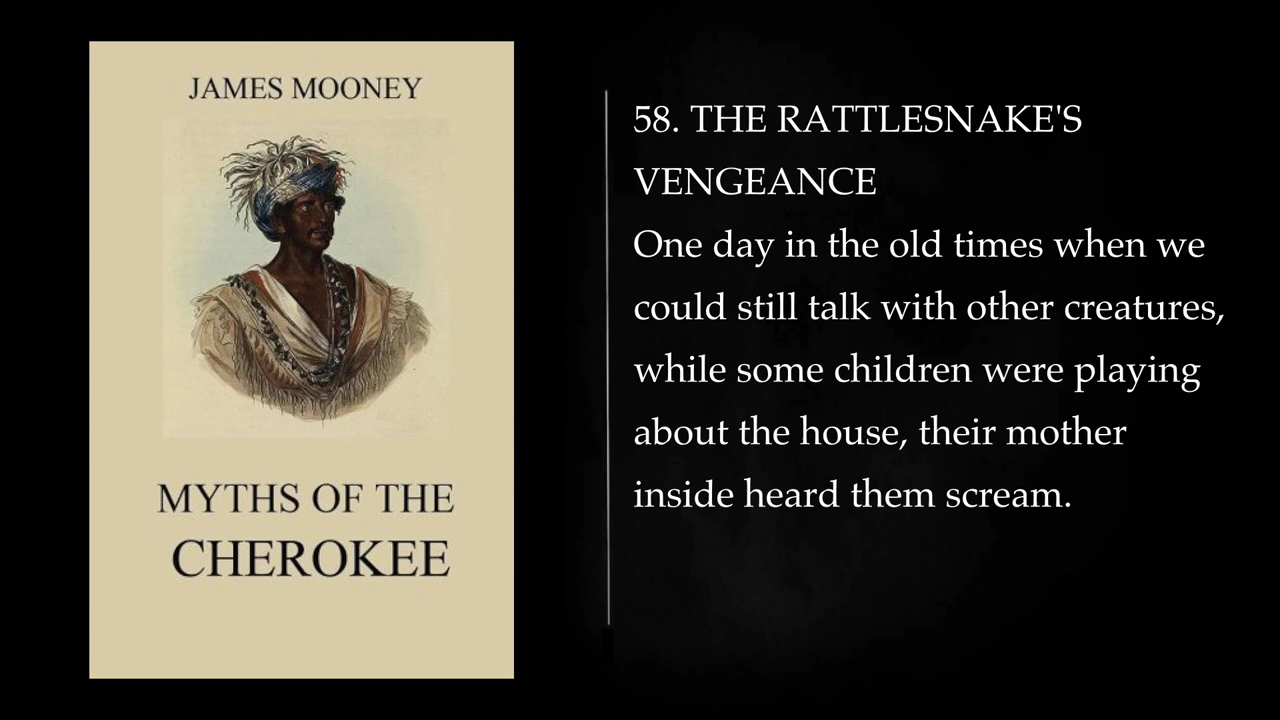 JAMES MOONEY
MYTHS OF THE
CHEROKEE
58. THE RATTLESNAKE'S
VENGEANCE
One day in the old times when we
could still talk with other creatures,
while some children were playing
about the house, their mother
inside heard them scream.